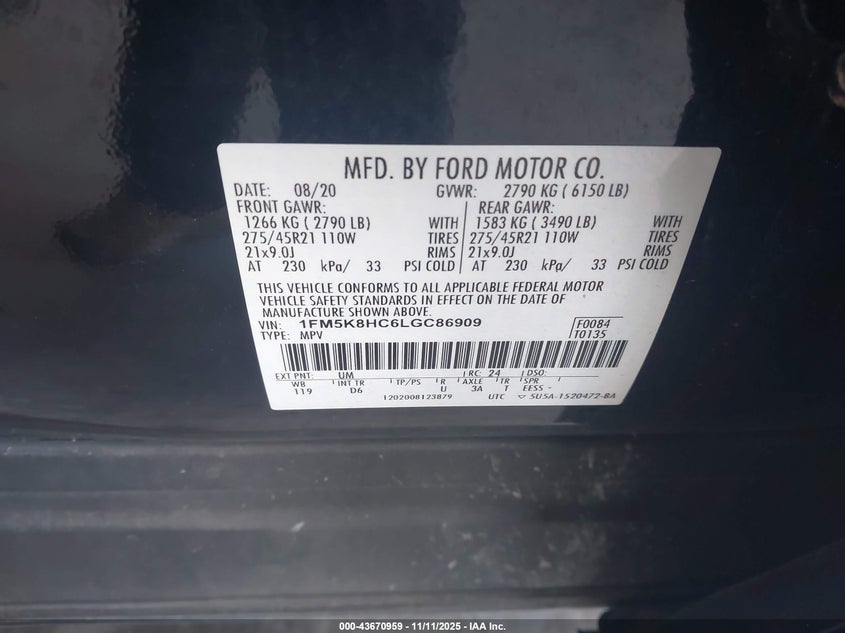 MFD. BY FORD MOTOR CO.
DATE: 08/20 GVWR: 2790 KG ( 6150 LB)
FRONT GAWR: REAR GAWR:
1266 KG ( 2790 LB) WITH 1583 KG ( 3490 LB) WITH
275/45R21 110W TIRES 275/45R21 110W TIRES
21x9.0J RIMS 21x9.0J RIMS
AT 230 kPa/ 33 PSI COLD AT 230 kPa/ 33 PSI COLD
THIS VEHICLE CONFORMS TO ALL APPLICABLE FEDERAL MOTOR
VEHICLE SAFETY STANDARDS IN EFFECT ON THE DATE OF
MANUFACTURE SHOWN ABOVE.
VIN: 1FM5K8HC6LGC86909 F0084
TYPE: MPV T0135
EXT PNT: UM RC: 24 DSO:
WB INT TR TP/PS R AXLE TR SPR
119 D6 U 3A T EESS -
1202008123879 UTC ▽ 5U5A-1520472-BA
000-43670959 - 11/11/2025 - IAA Inc.